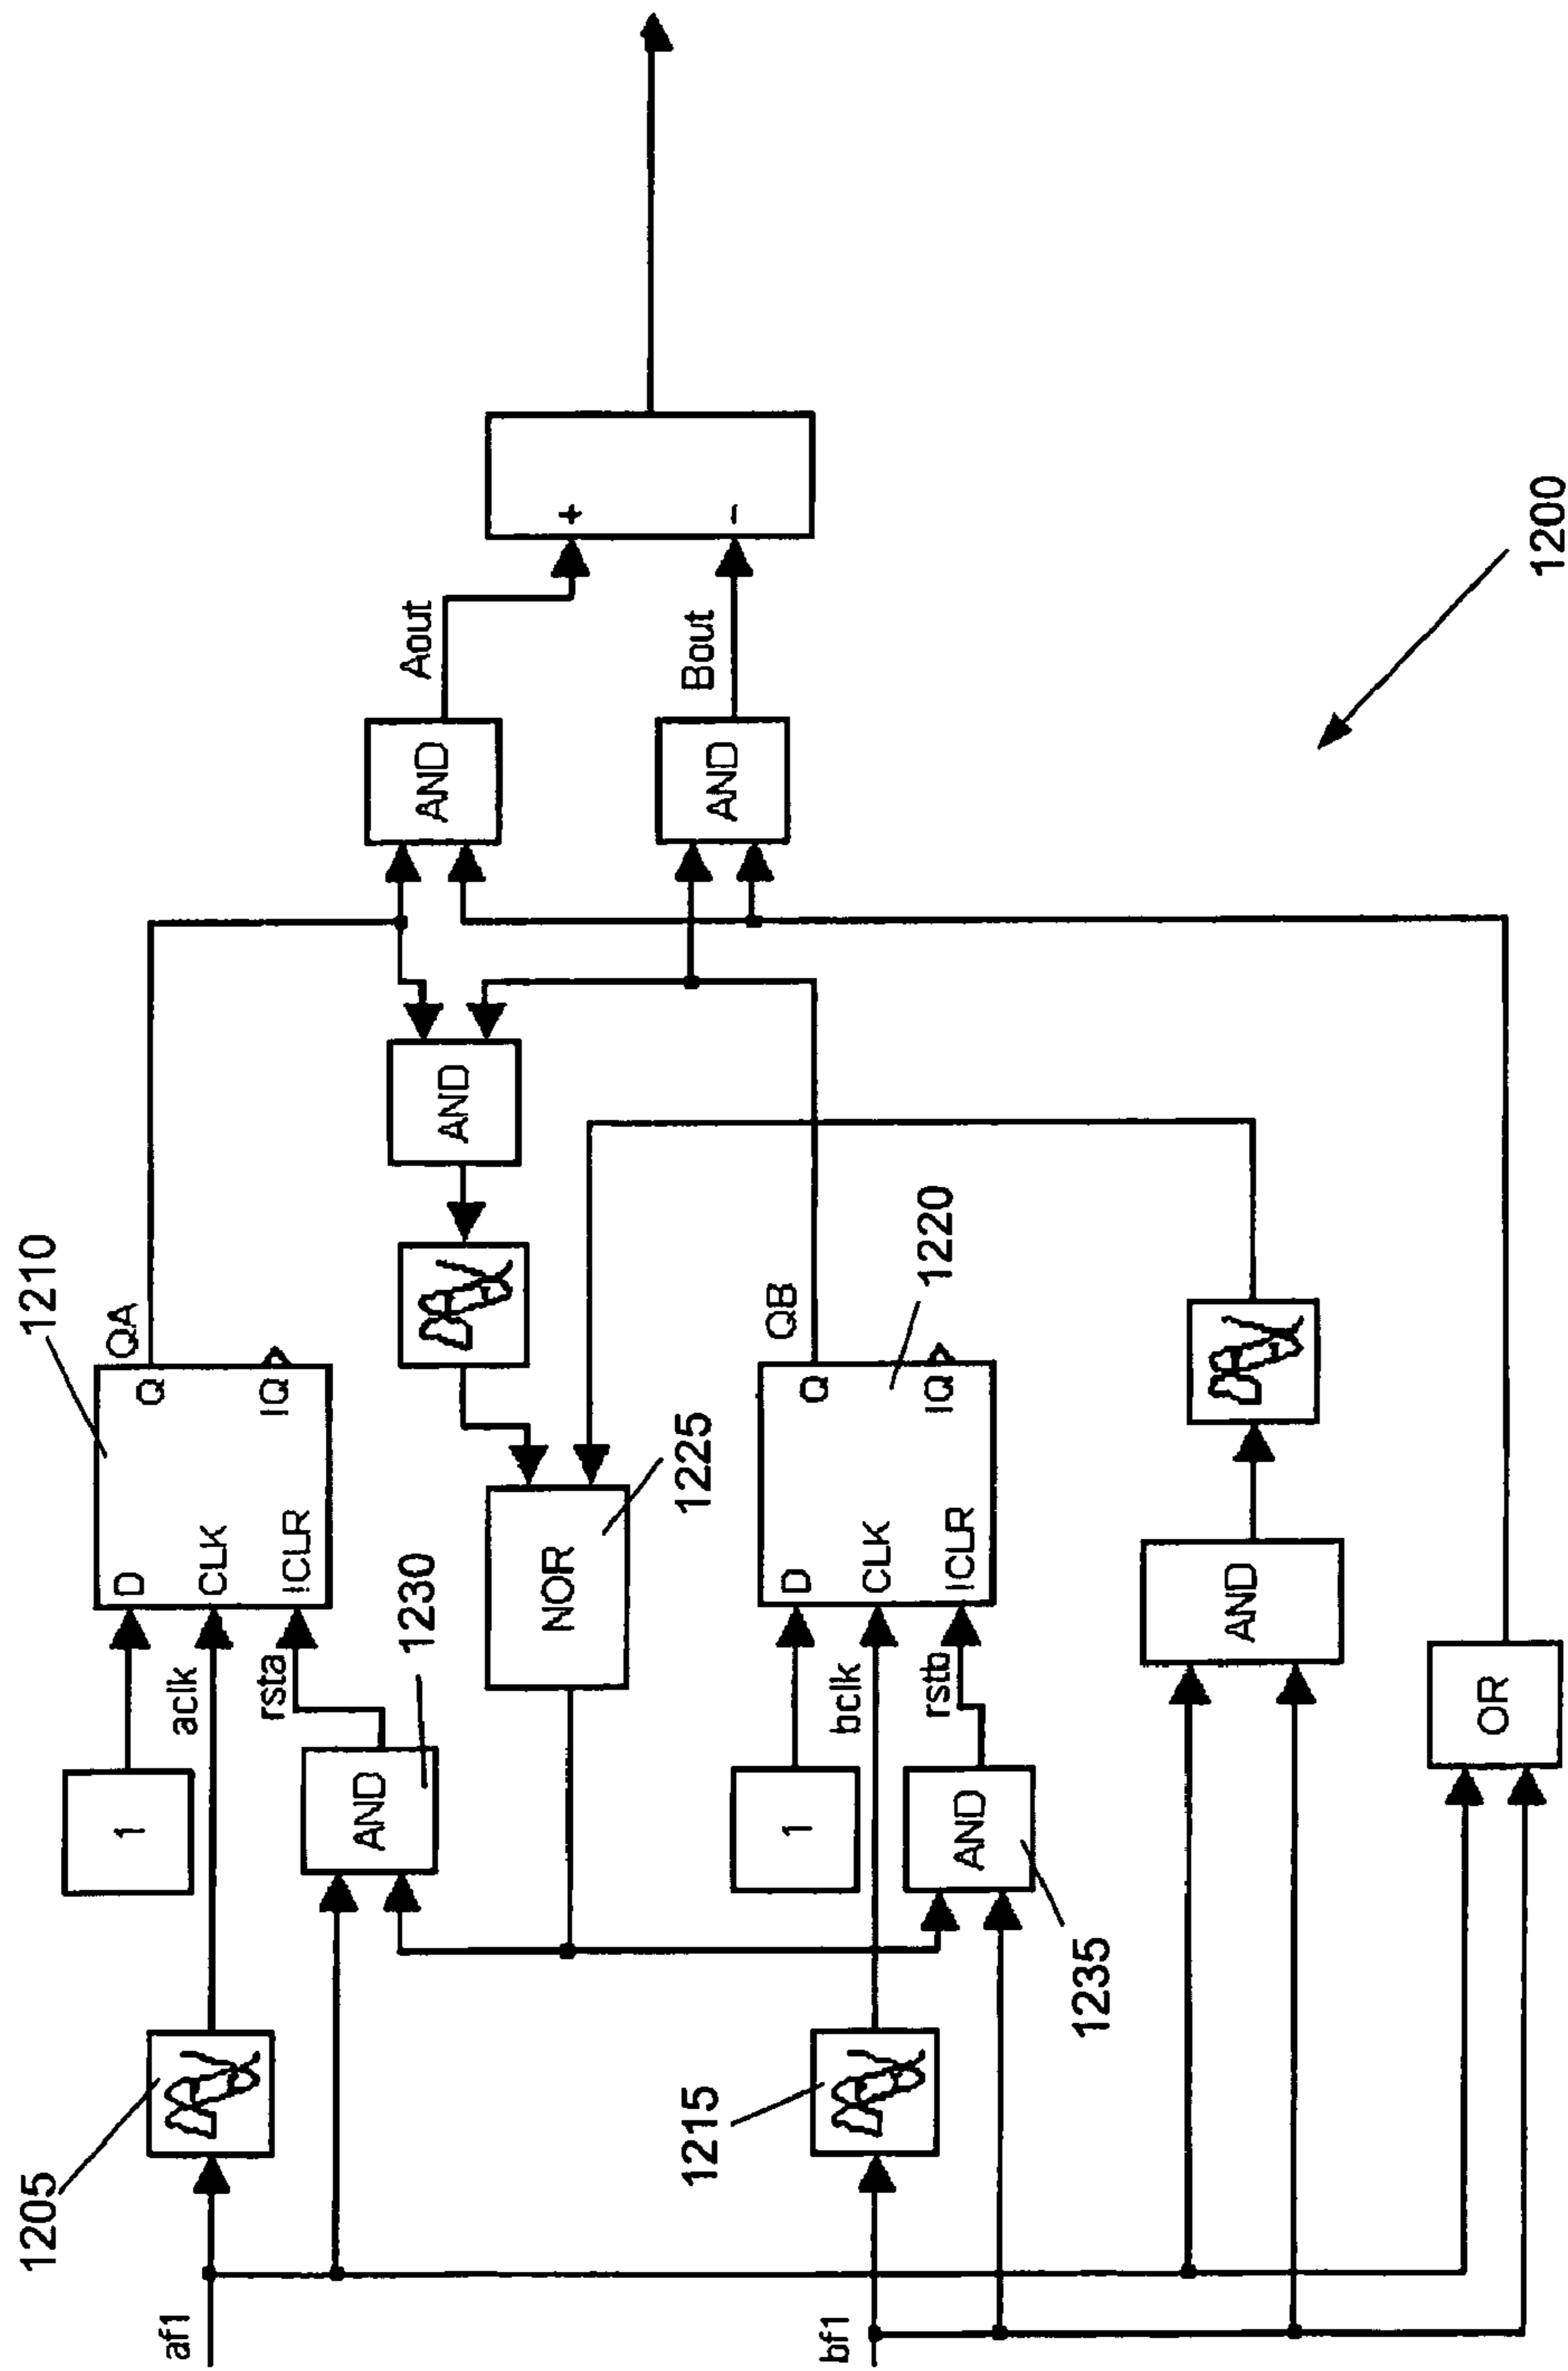 1205
1210
1
D
Q
QA
aclk
CLK
IQ
rsta
ICLR
af1
AND
1230
AND
AND
Aout
+
NOR
1225
1
D
Q
QB
AND
Bout
-
bclk
CLK
1215
IQ
1220
rstb
ICLR
bf1
AND
1235
AND
OR
1200